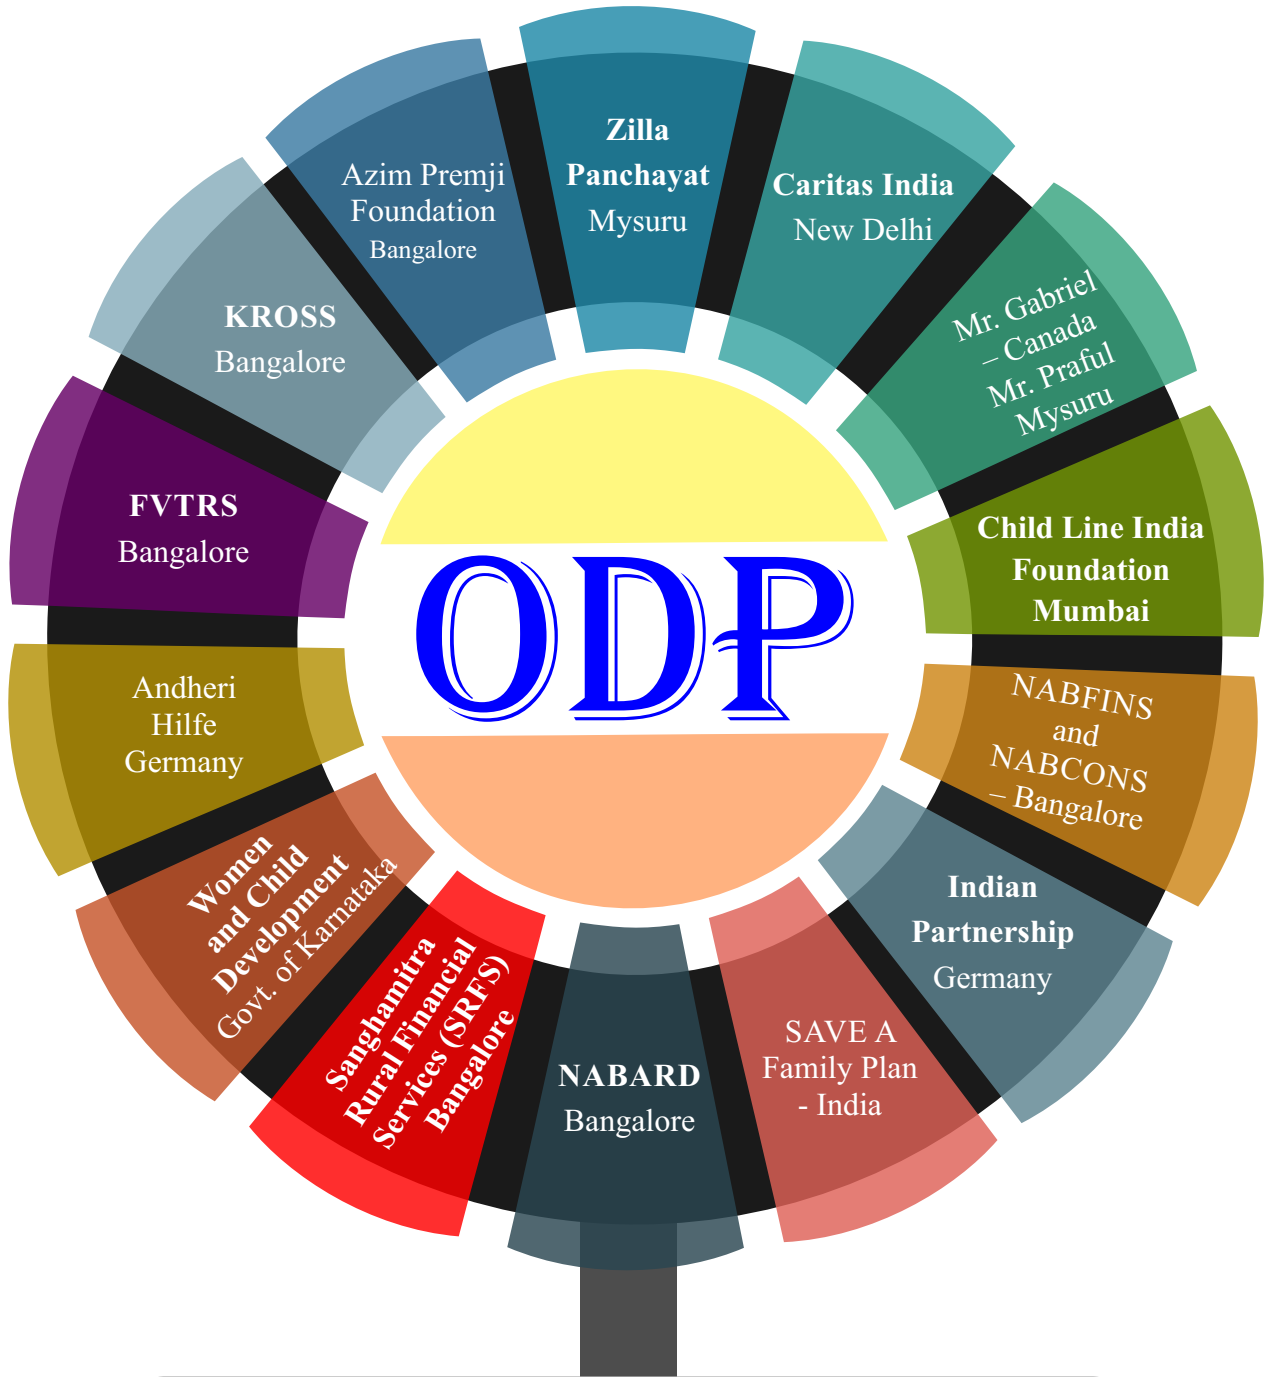 Zilla
Panchayat
Mysuru
Caritas India
New Delhi
Mr. Gabriel
– Canada
Mr. Praful
Mysuru
Child Line India
Foundation
Mumbai
NABFINS
and
NABCONS
– Bangalore
Indian
Partnership
Germany
SAVE A
Family Plan
- India
NABARD
Bangalore
Sanghamitra
Rural Financial
Services (SRFS)
Bangalore
Women
and Child
Development
Govt. of Karnataka
Andheri
Hilfe
Germany
FVTRS
Bangalore
KROSS
Bangalore
Azim Premji
Foundation
Bangalore
ODP